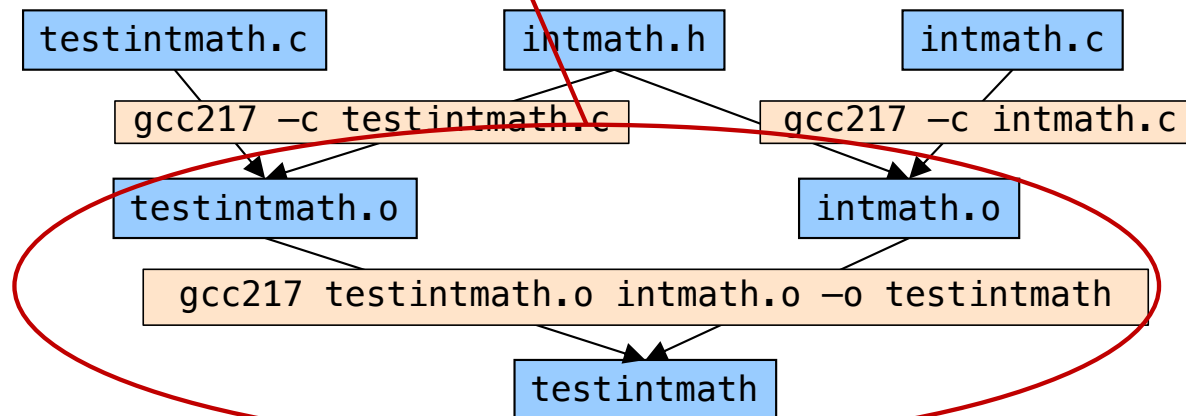 testintmath.c intmath.h intmath.c
gcc217 –c testintmath.c gcc217 –c intmath.c
testintmath.o intmath.o
gcc217 testintmath.o intmath.o –o testintmath
testintmath